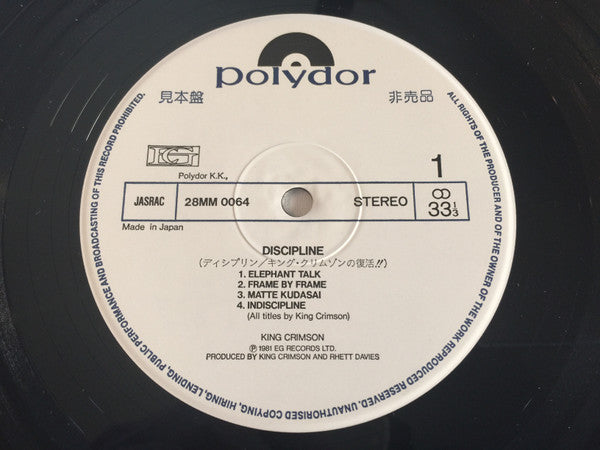 polydor
見本盤
非売品
EG
1
Polydor K.K.,
JASRAC
28MM 0064
STEREO
33 1/3
Made in Japan
DISCIPLINE
(ディシプリン/キング・クリムゾンの復活!!)
1. ELEPHANT TALK
2. FRAME BY FRAME
3. MATTE KUDASAI
4. INDISCIPLINE
(All titles by King Crimson)
KING CRIMSON
Ⓟ 1981 EG RECORDS LTD.
PRODUCED BY KING CRIMSON AND RHETT DAVIES
ALL RIGHTS OF THE PRODUCER AND OF THE OWNER OF THE WORK REPRODUCED RESERVED. UNAUTHORISED COPYING, HIRING, LENDING, PUBLIC PERFORMANCE AND BROADCASTING OF THIS RECORD PROHIBITED.